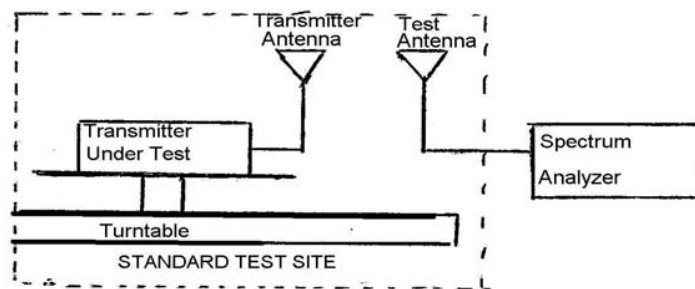 Transmitter
Antenna
Test
Antenna
Transmitter
Under Test
Spectrum
Analyzer
Turntable
STANDARD TEST SITE